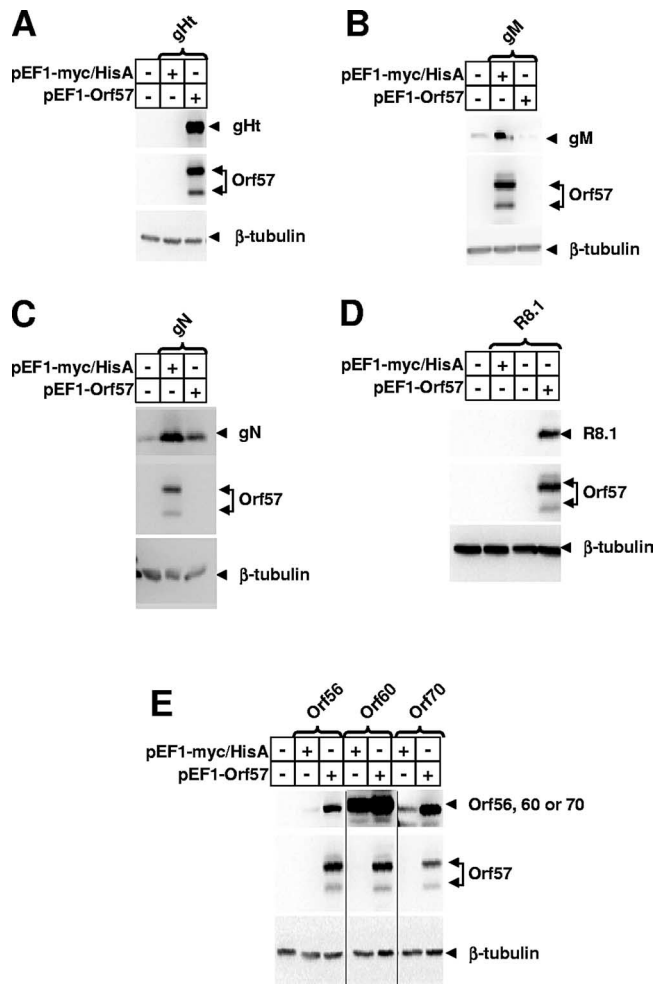 A
gHt
pEF1-myc/HisA - + -
pEF1-Orf57 - - +
gHt
Orf57
β-tubulin
B
gM
pEF1-myc/HisA - + -
pEF1-Orf57 - - +
gM
Orf57
β-tubulin
C
gN
pEF1-myc/HisA - + -
pEF1-Orf57 - - +
gN
Orf57
β-tubulin
D
R8.1
pEF1-myc/HisA - + - -
pEF1-Orf57 - - - +
R8.1
Orf57
β-tubulin
E
Orf56 Orf60 Orf70
pEF1-myc/HisA - + - + - + -
pEF1-Orf57 - - + - + - +
Orf56, 60 or 70
Orf57
β-tubulin